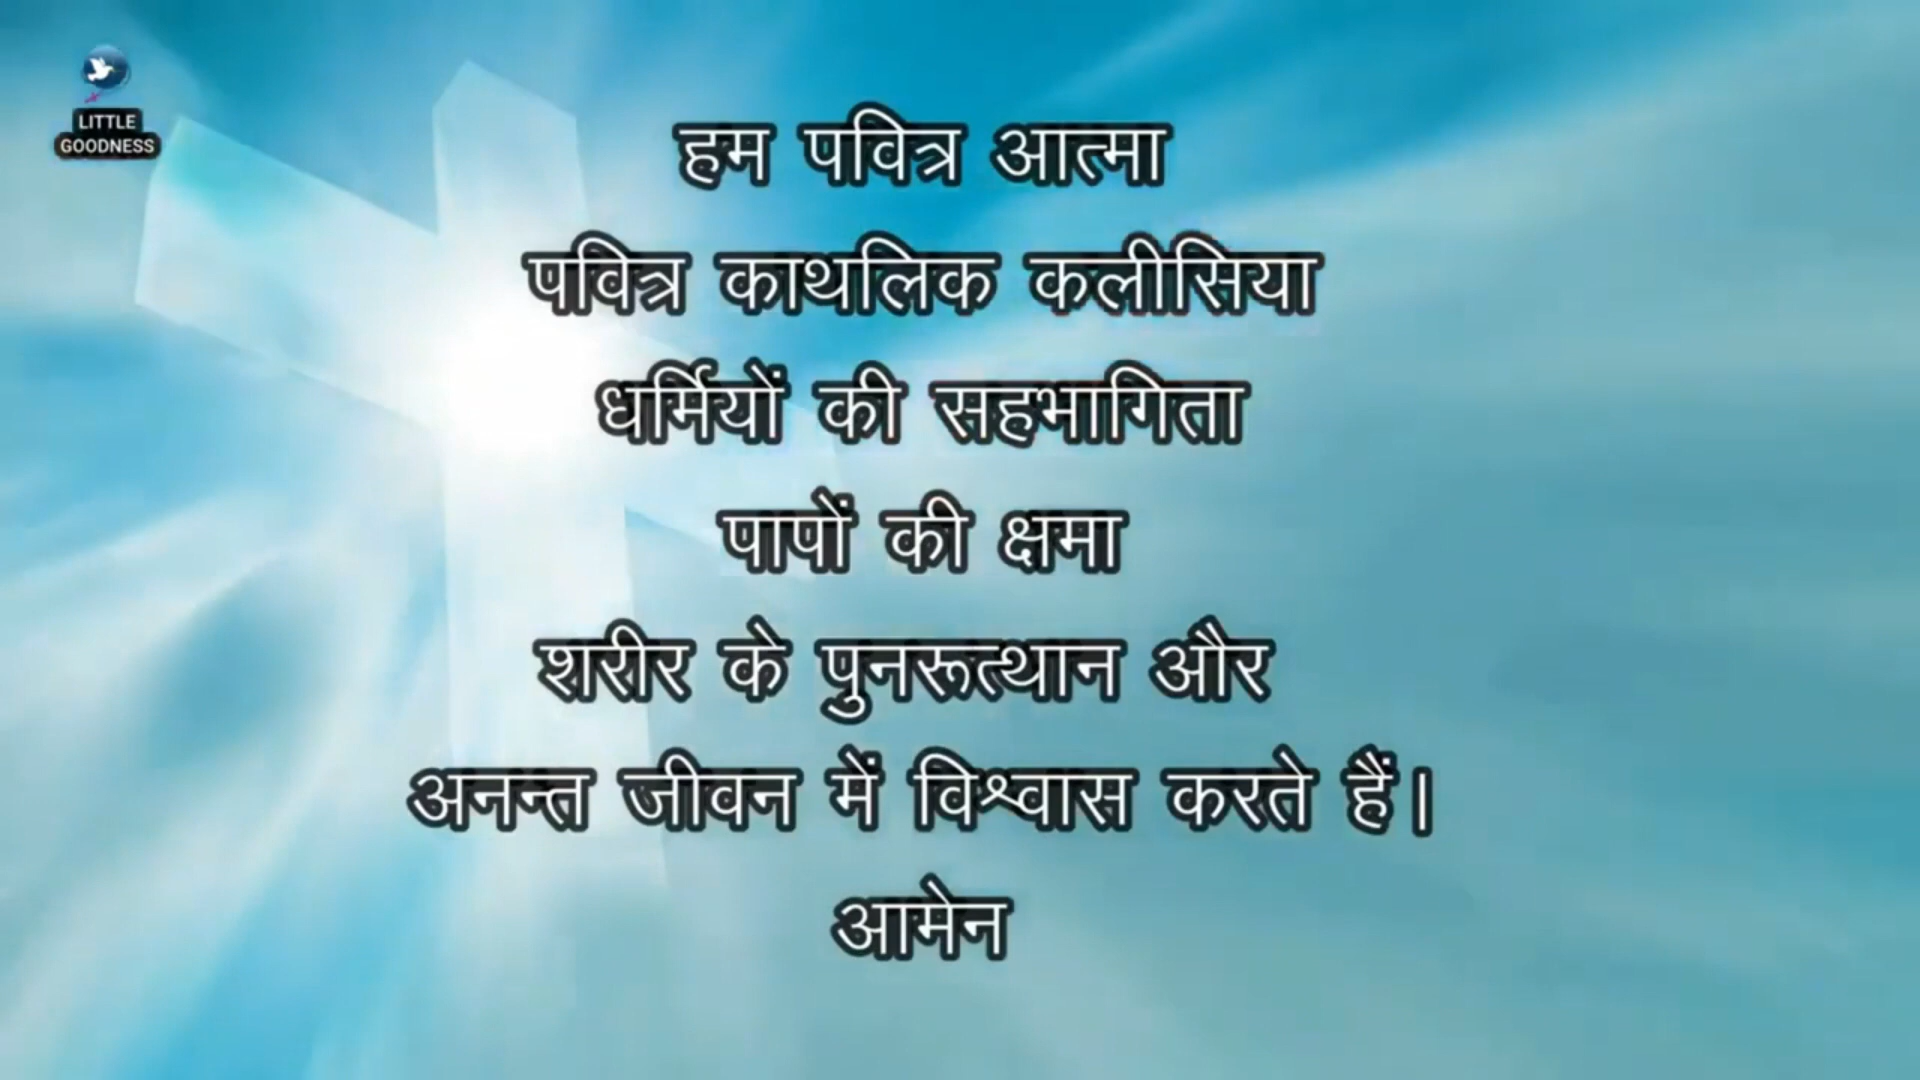 LITTLE
GOODNESS
हम पवित्र आत्मा
पवित्र काथलिक कलीसिया
धर्मियों की सहभागिता
पापों की क्षमा
शरीर के पुनरूत्थान और
अनन्त जीवन में विश्वास करते हैं।
आमेन